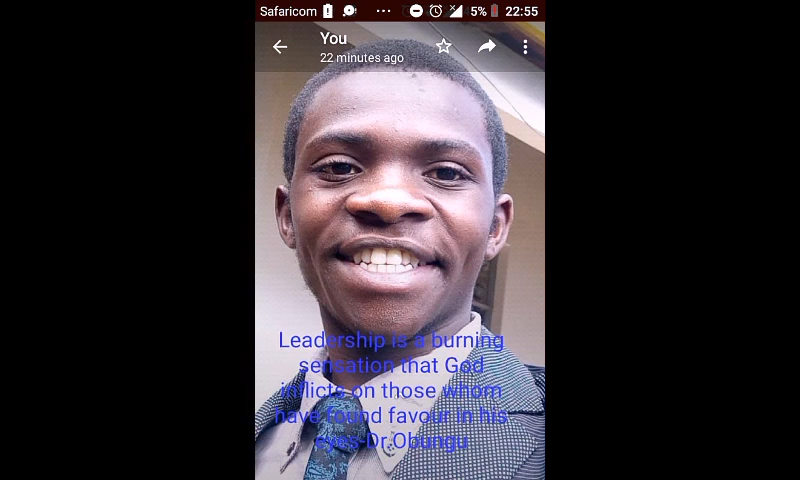 Safaricom 5% 22:55
You
22 minutes ago
Leadership is a burning
sensation that God
inflicts on those whom
have found favour in his
eyes-Dr.Obungu